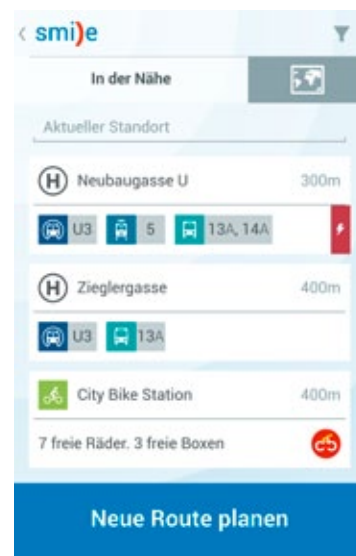 smi)e
In der Nähe
Aktueller Standort
H Neubaugasse U 300m
U3 5 13A, 14A
H Zieglergasse 400m
U3 13A
City Bike Station 400m
7 freie Räder. 3 freie Boxen
Neue Route planen